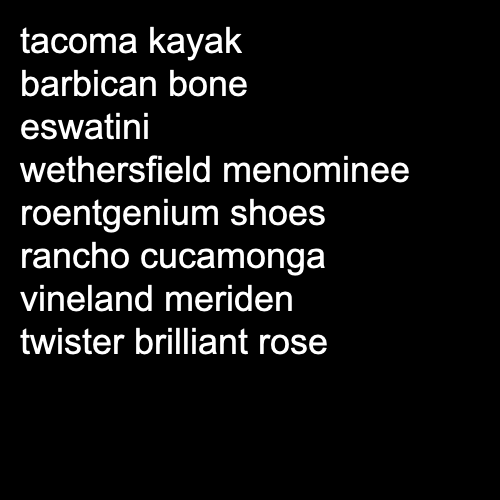 tacoma kayak
barbican bone
eswatini
wethersfield menominee
roentgenium shoes
rancho cucamonga
vineland meriden
twister brilliant rose